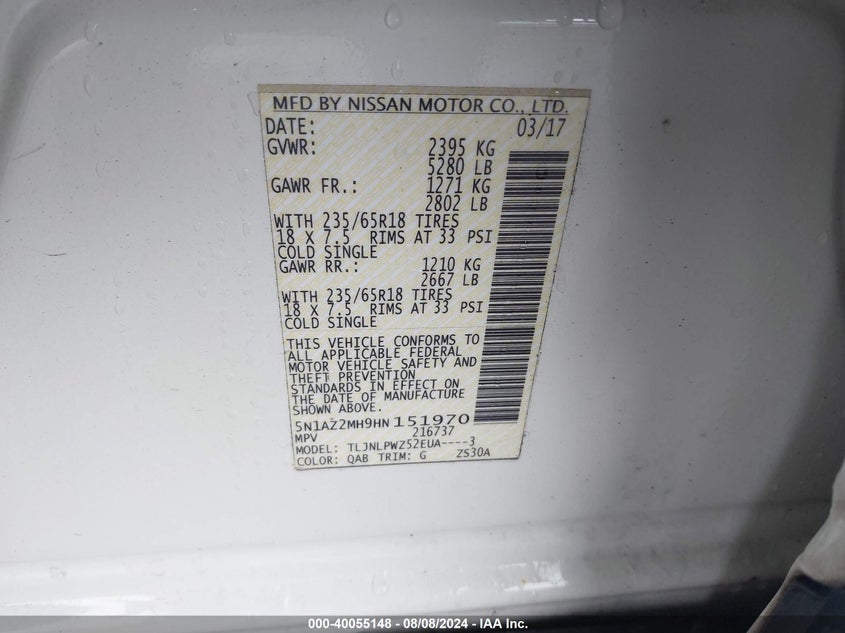 MFD BY NISSAN MOTOR CO., LTD.
DATE: 03/17
GVWR: 2395 KG
5280 LB
GAWR FR.: 1271 KG
2802 LB
WITH 235/65R18 TIRES
18 X 7.5 RIMS AT 33 PSI
COLD SINGLE
GAWR RR.: 1210 KG
2667 LB
WITH 235/65R18 TIRES
18 X 7.5 RIMS AT 33 PSI
COLD SINGLE
THIS VEHICLE CONFORMS TO
ALL APPLICABLE FEDERAL
MOTOR VEHICLE SAFETY AND
THEFT PREVENTION
STANDARDS IN EFFECT ON
THE DATE OF MANUFACTURE
SHOWN ABOVE.
5N1AZ2MH9HN 151970
MPV 216737
MODEL: TLJNLPWZ52EUA----3
COLOR: QAB TRIM: G ZS30A
000-40055148 - 08/08/2024 - IAA Inc.